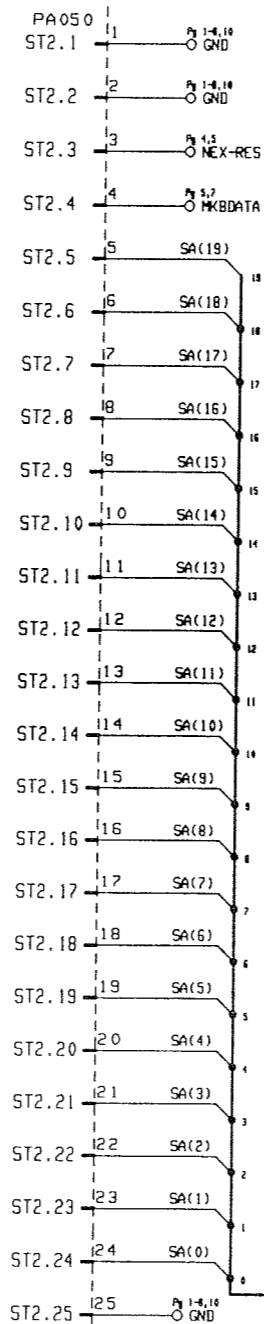 PA050
ST2.1 1 Pg 1-8,10 GND
ST2.2 2 Pg 1-8,10 GND
ST2.3 3 Pg 4,5 NEX-RES
ST2.4 4 Pg 5,7 MKBDATA
ST2.5 5 SA(19) 19
ST2.6 6 SA(18) 18
ST2.7 7 SA(17) 17
ST2.8 8 SA(16) 16
ST2.9 9 SA(15) 15
ST2.10 10 SA(14) 14
ST2.11 11 SA(13) 13
ST2.12 12 SA(12) 12
ST2.13 13 SA(11) 11
ST2.14 14 SA(10) 10
ST2.15 15 SA(9) 9
ST2.16 16 SA(8) 8
ST2.17 17 SA(7) 7
ST2.18 18 SA(6) 6
ST2.19 19 SA(5) 5
ST2.20 20 SA(4) 4
ST2.21 21 SA(3) 3
ST2.22 22 SA(2) 2
ST2.23 23 SA(1) 1
ST2.24 24 SA(0) 0
ST2.25 25 Pg 1-8,10 GND